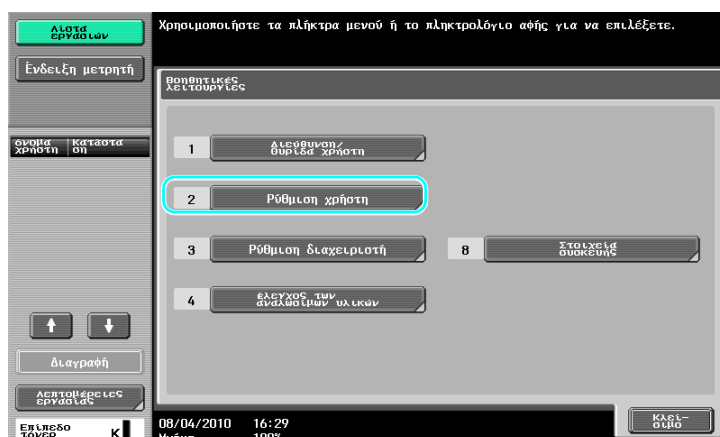 Λίστα
εργασιών
Χρησιμοποιήστε τα πλήκτρα μενού ή το πληκτρολόγιο αφής για να επιλέξετε.
Ένδειξη μετρητή
Βοηθητικές
λειτουργίες
όνομα Κατάστα
χρήστη ση
1 Διεύθυνση/
θυρίδα χρήστη
2 Ρύθμιση χρήστη
3 Ρύθμιση διαχειριστή
8 Στοιχεία
συσκευής
4 έλεγχος των
αναλώσιμων υλικών
Διαγραφή
Λεπτομέρειες
εργασίας
Επίπεδο
τόνερ K
08/04/2010 16:29
Μνήμη 100%
Κλεί-
σιμο